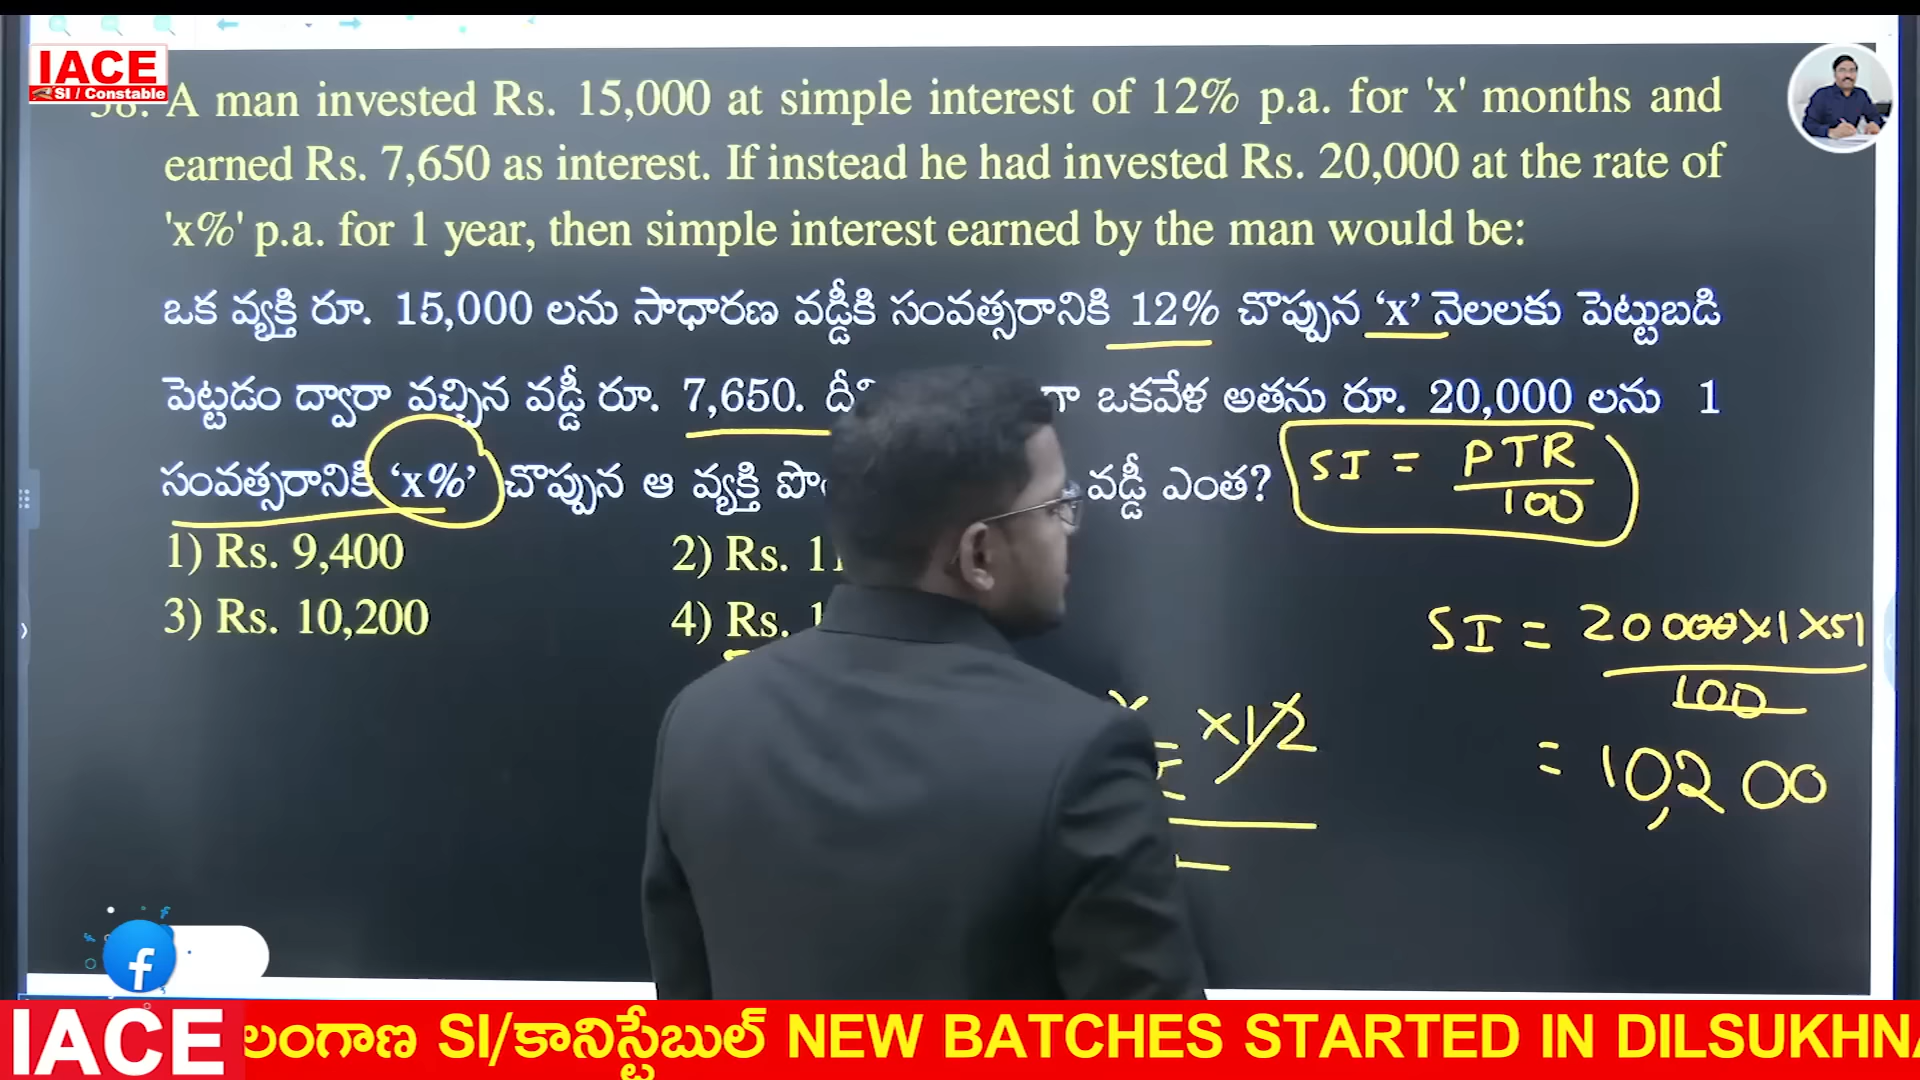 IACE
SI / Constable
A man invested Rs. 15,000 at simple interest of 12% p.a. for 'x' months and
earned Rs. 7,650 as interest. If instead he had invested Rs. 20,000 at the rate of
'x%' p.a. for 1 year, then simple interest earned by the man would be:
ఒక వ్యక్తి రూ. 15,000 లను సాధారణ వడ్డీకి సంవత్సరానికి 12% చొప్పున ‘x’ నెలలకు పెట్టుబడి
పెట్టడం ద్వారా వచ్చిన వడ్డీ రూ. 7,650. ఒకవేళ అతను రూ. 20,000 లను 1
సంవత్సరానికి ‘x%’ చొప్పున ఆ వ్యక్తి వడ్డీ ఎంత?
SI = PTR
100
1) Rs. 9,400
2) Rs.
3) Rs. 10,200
4) Rs.
SI = 20000×1×51
100
×12
= 10,200
f
IACE
SI/కానిస్టేబుల్ NEW BATCHES STARTED IN